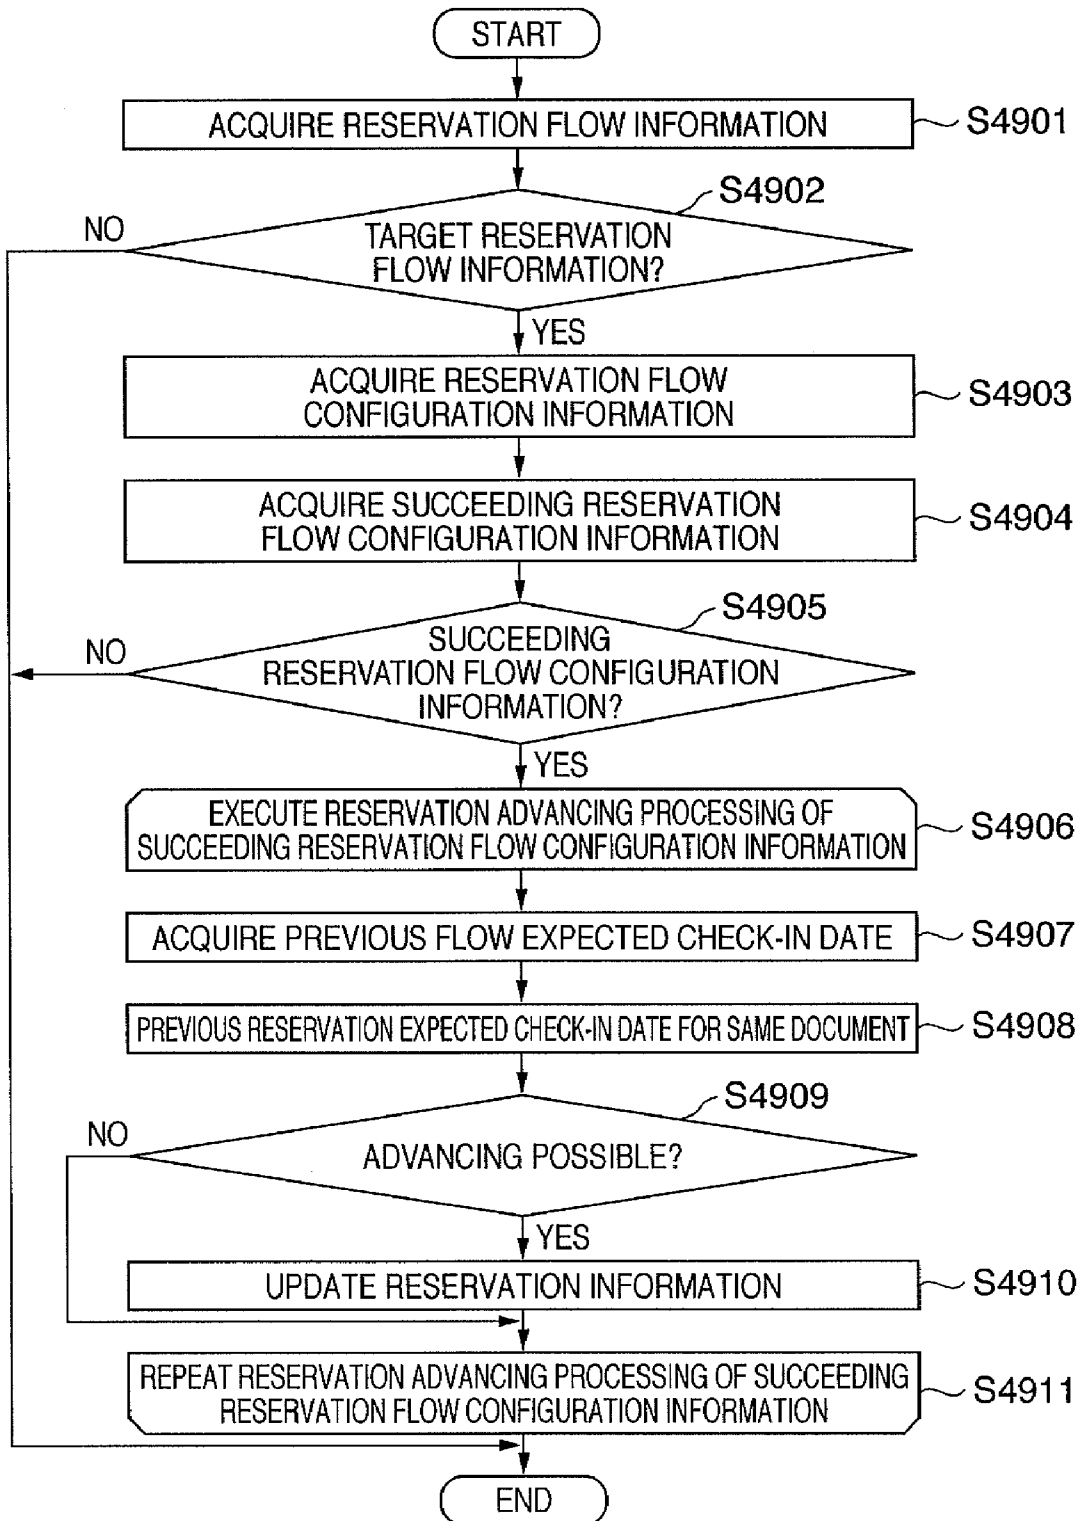 START
ACQUIRE RESERVATION FLOW INFORMATION
S4901
S4902
NO
TARGET RESERVATION
FLOW INFORMATION?
YES
ACQUIRE RESERVATION FLOW
CONFIGURATION INFORMATION
S4903
ACQUIRE SUCCEEDING RESERVATION
FLOW CONFIGURATION INFORMATION
S4904
S4905
NO
SUCCEEDING
RESERVATION FLOW CONFIGURATION
INFORMATION?
YES
EXECUTE RESERVATION ADVANCING PROCESSING OF
SUCCEEDING RESERVATION FLOW CONFIGURATION INFORMATION
S4906
ACQUIRE PREVIOUS FLOW EXPECTED CHECK-IN DATE
S4907
PREVIOUS RESERVATION EXPECTED CHECK-IN DATE FOR SAME DOCUMENT
S4908
S4909
NO
ADVANCING POSSIBLE?
YES
UPDATE RESERVATION INFORMATION
S4910
REPEAT RESERVATION ADVANCING PROCESSING OF SUCCEEDING
RESERVATION FLOW CONFIGURATION INFORMATION
S4911
END